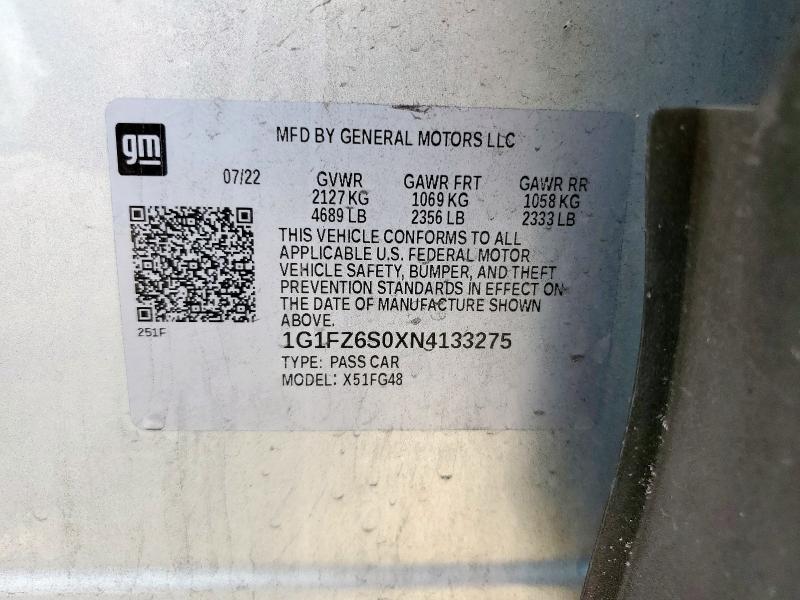 gm
MFD BY GENERAL MOTORS LLC
07/22
GVWR GAWR FRT GAWR RR
2127 KG 1069 KG 1058 KG
4689 LB 2356 LB 2333 LB
THIS VEHICLE CONFORMS TO ALL
APPLICABLE U.S. FEDERAL MOTOR
VEHICLE SAFETY, BUMPER, AND THEFT
PREVENTION STANDARDS IN EFFECT ON
THE DATE OF MANUFACTURE SHOWN
ABOVE.
251F
1G1FZ6S0XN4133275
TYPE: PASS CAR
MODEL: X51FG48